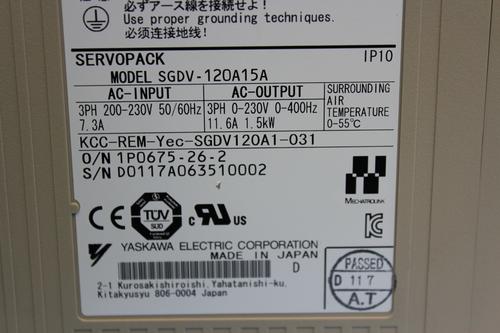 必ずアース線を接続せよ!
Use proper grounding techniques.
必须连接地线!
SERVOPACK IP10
MODEL SGDV-120A15A
AC-INPUT AC-OUTPUT SURROUNDING
AIR
TEMPERATURE
0-55℃
3PH 200-230V 50/60Hz 3PH 0-230V 0-400Hz
7.3A 11.6A 1.5kW
KCC-REM-Yec-SGDV120A1-031
O/N 1P0675-26-2
S/N D0117A063510002
MECHATROLINK
CE TÜV SÜD c UL US
YASKAWA ELECTRIC CORPORATION
MADE IN JAPAN
D
2-1 Kurosakishiroishi.Yahatanishi-ku.
Kitakyusyu 806-0004 Japan
PASSED
D 117
A.T